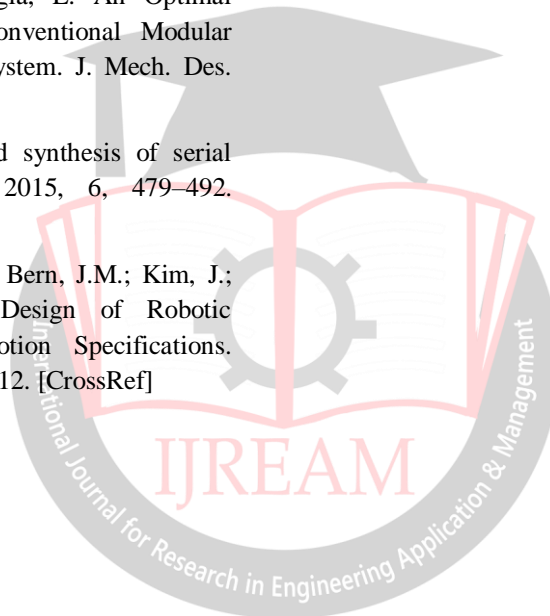 An Optimal
onventional Modular
ystem. J. Mech. Des.
d synthesis of serial
2015, 6, 479–492.
Bern, J.M.; Kim, J.;
Design of Robotic
otion Specifications.
12. [CrossRef]
IJREAM
International Journal for Research in Engineering Application & Management